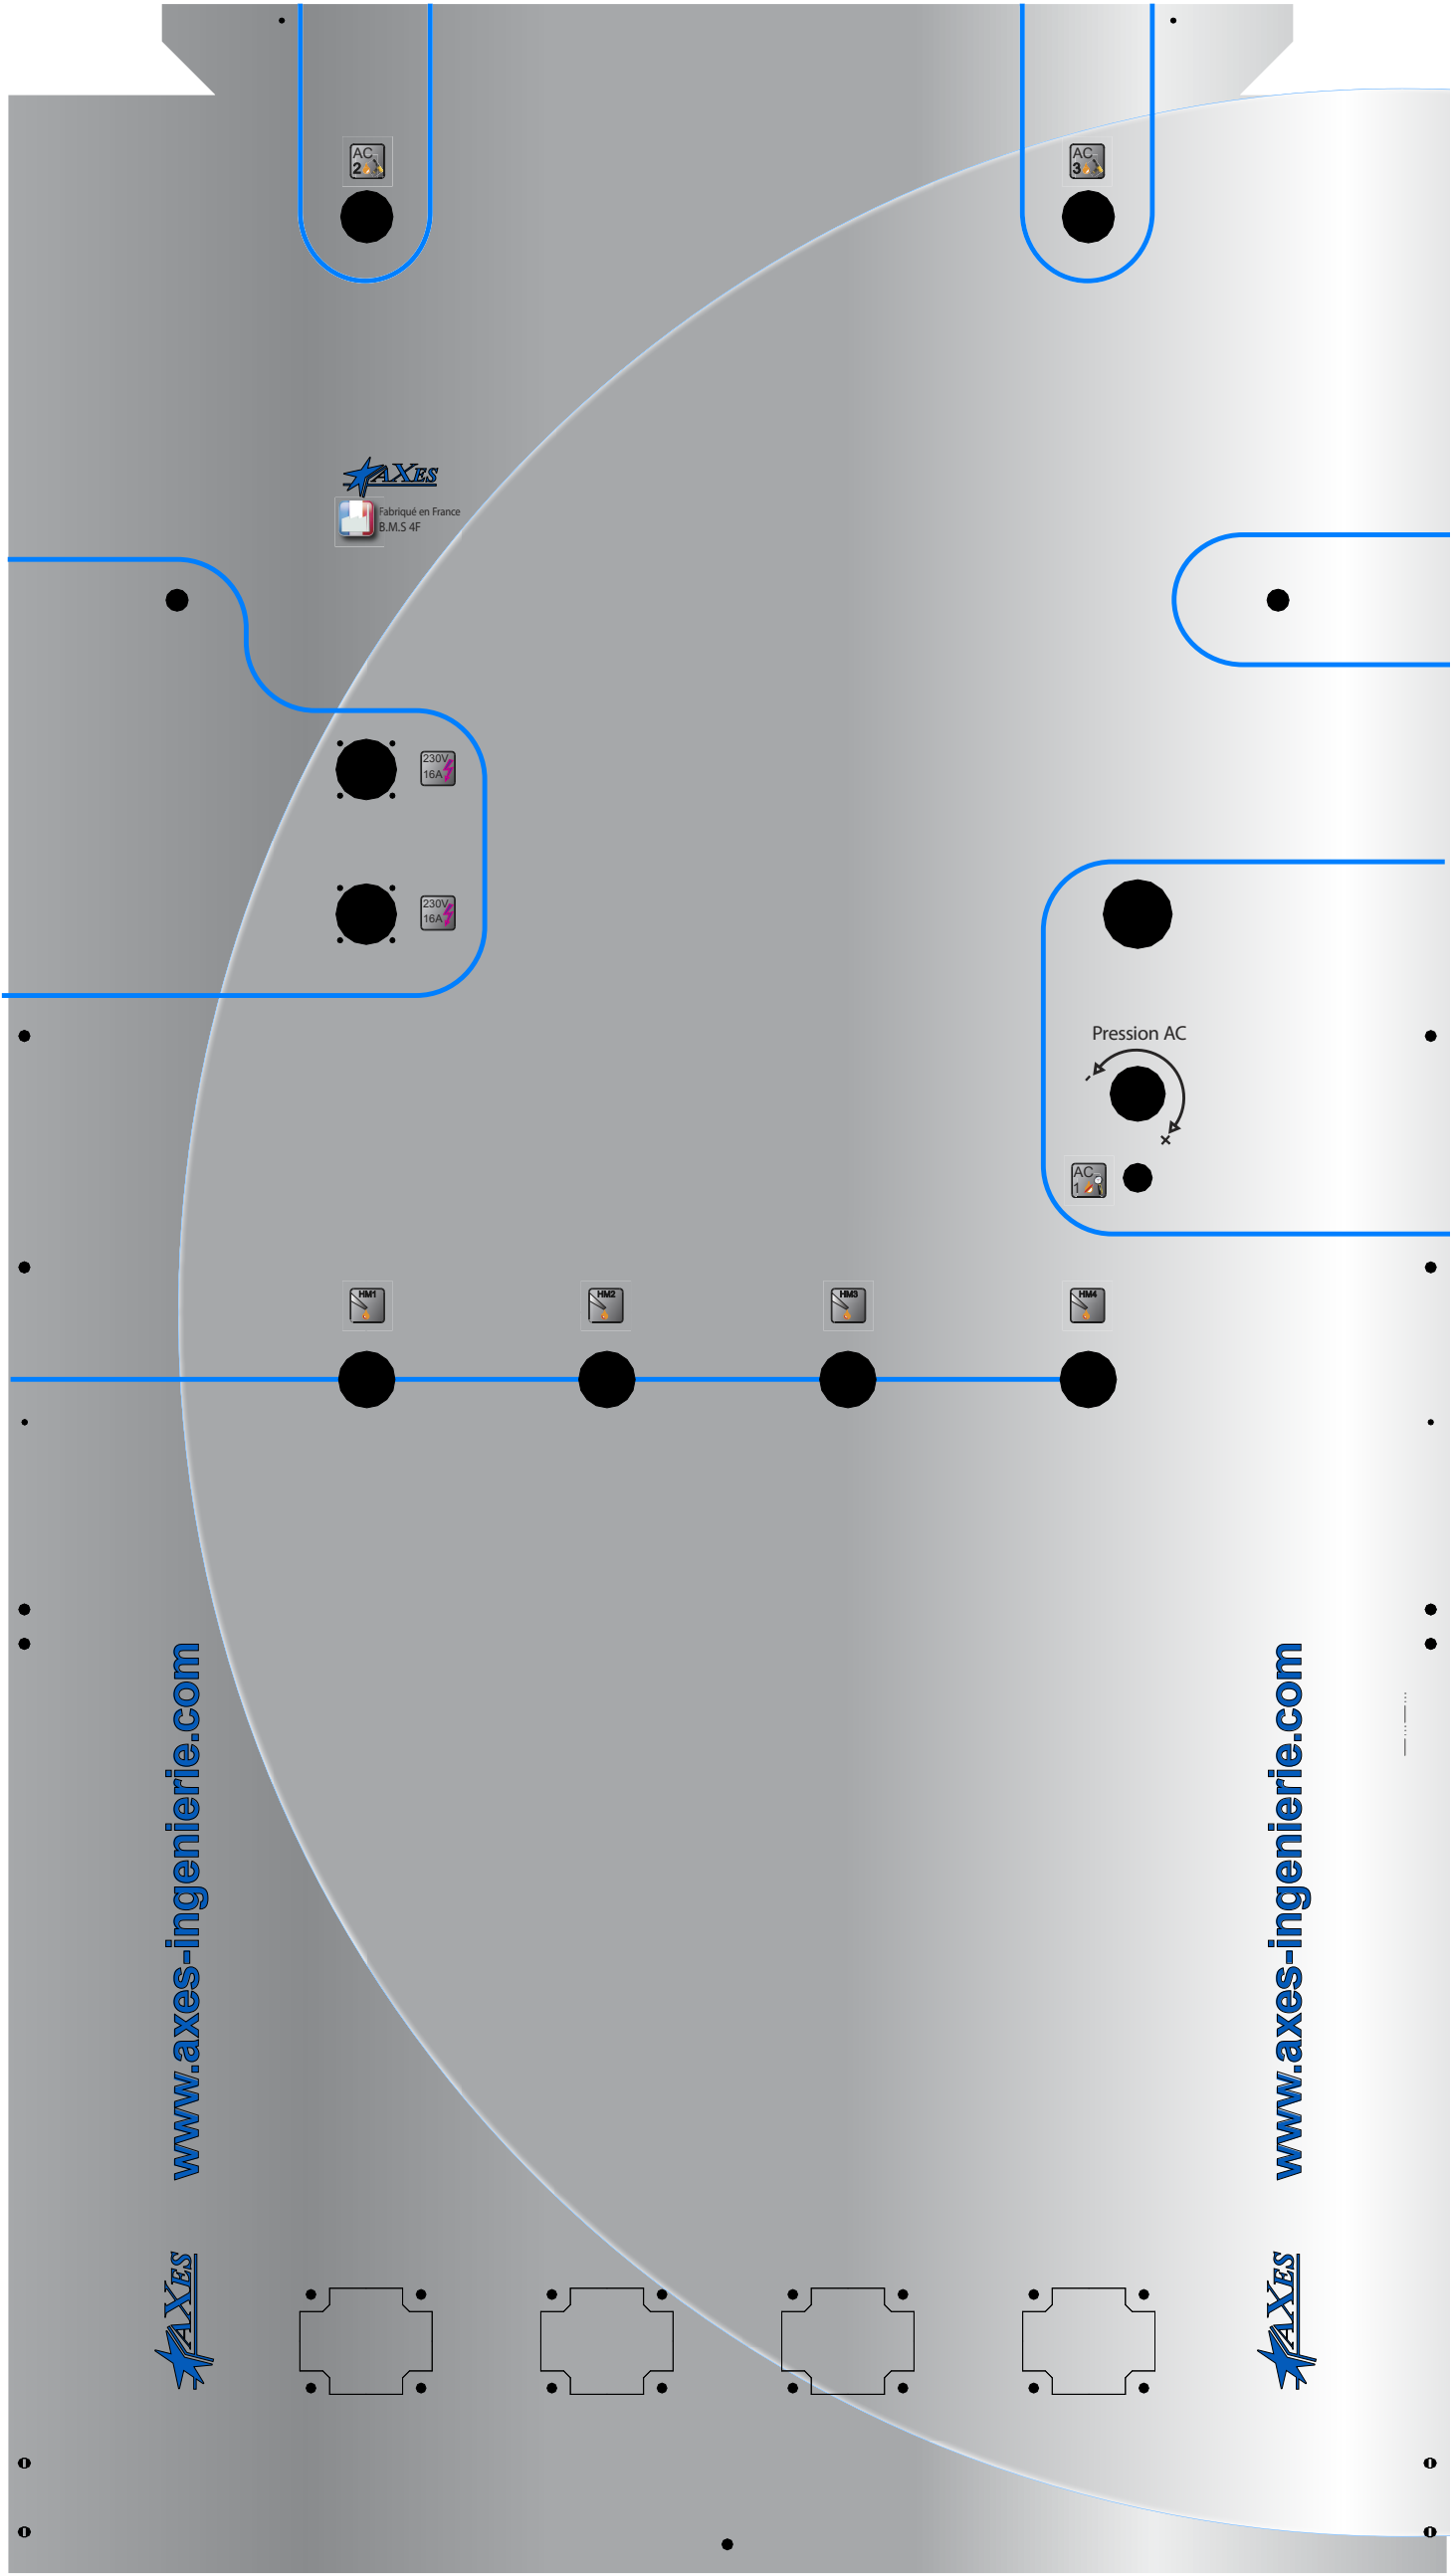 AC
2
AC
3
AXES
Fabriqué en France
B.M.S 4F
230V
16A
230V
16A
Pression AC
-
+
AC
1
HM1
HM2
HM3
HM4
www.axes-ingenierie.com
www.axes-ingenierie.com
AXES
AXES